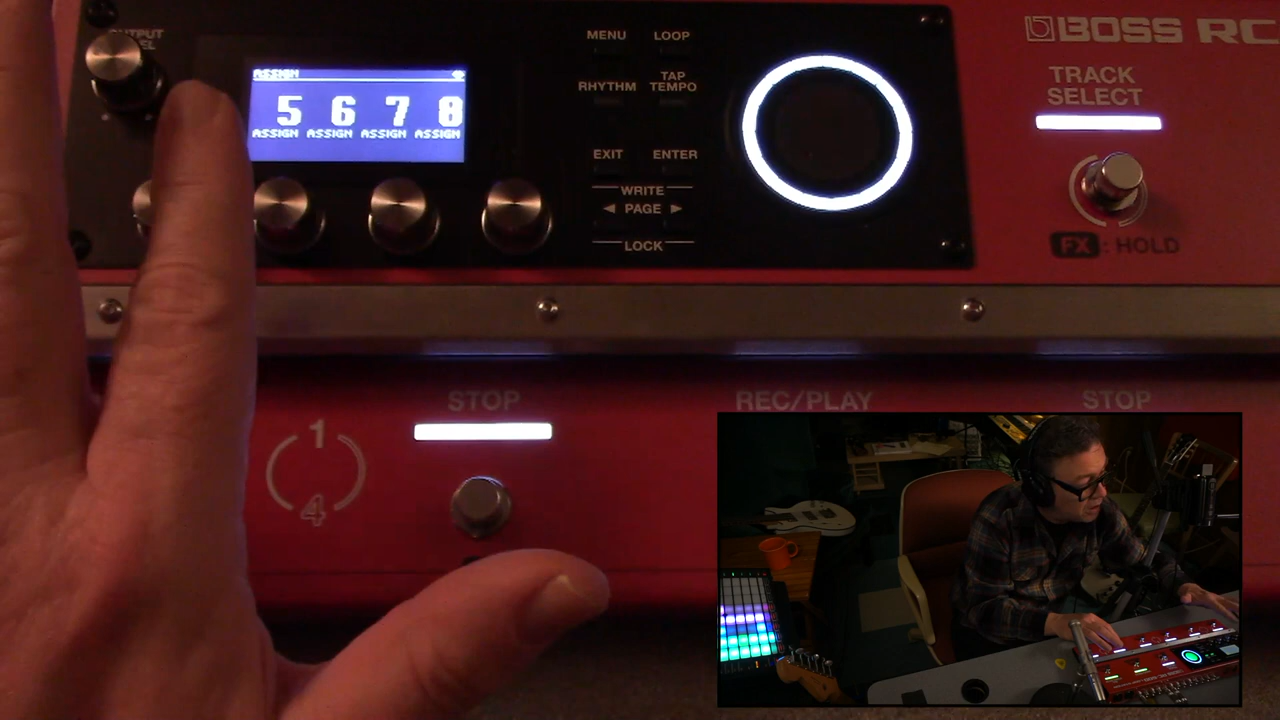 OUTPUT
MENU
LOOP
RHYTHM
TAP
TEMPO
EXIT
ENTER
WRITE
◄ PAGE ►
LOCK
ASSIGN
5 6 7 8
ASSIGN ASSIGN ASSIGN ASSIGN
BOSS RC
TRACK
SELECT
FX : HOLD
1
4
STOP
REC/PLAY
STOP